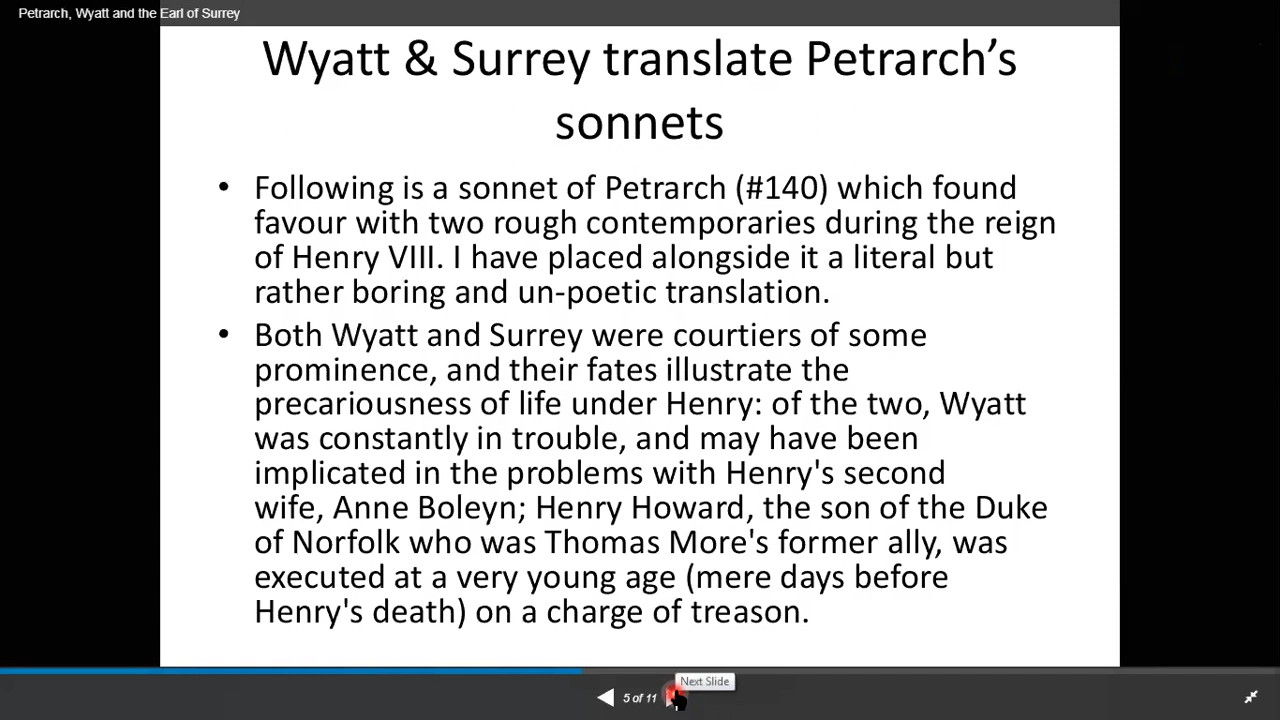 Petrarch, Wyatt and the Earl of Surrey
Wyatt & Surrey translate Petrarch’s
sonnets
• Following is a sonnet of Petrarch (#140) which found
favour with two rough contemporaries during the reign
of Henry VIII. I have placed alongside it a literal but
rather boring and un-poetic translation.
• Both Wyatt and Surrey were courtiers of some
prominence, and their fates illustrate the
precariousness of life under Henry: of the two, Wyatt
was constantly in trouble, and may have been
implicated in the problems with Henry's second
wife, Anne Boleyn; Henry Howard, the son of the Duke
of Norfolk who was Thomas More's former ally, was
executed at a very young age (mere days before
Henry's death) on a charge of treason.
Next Slide
5 of 11